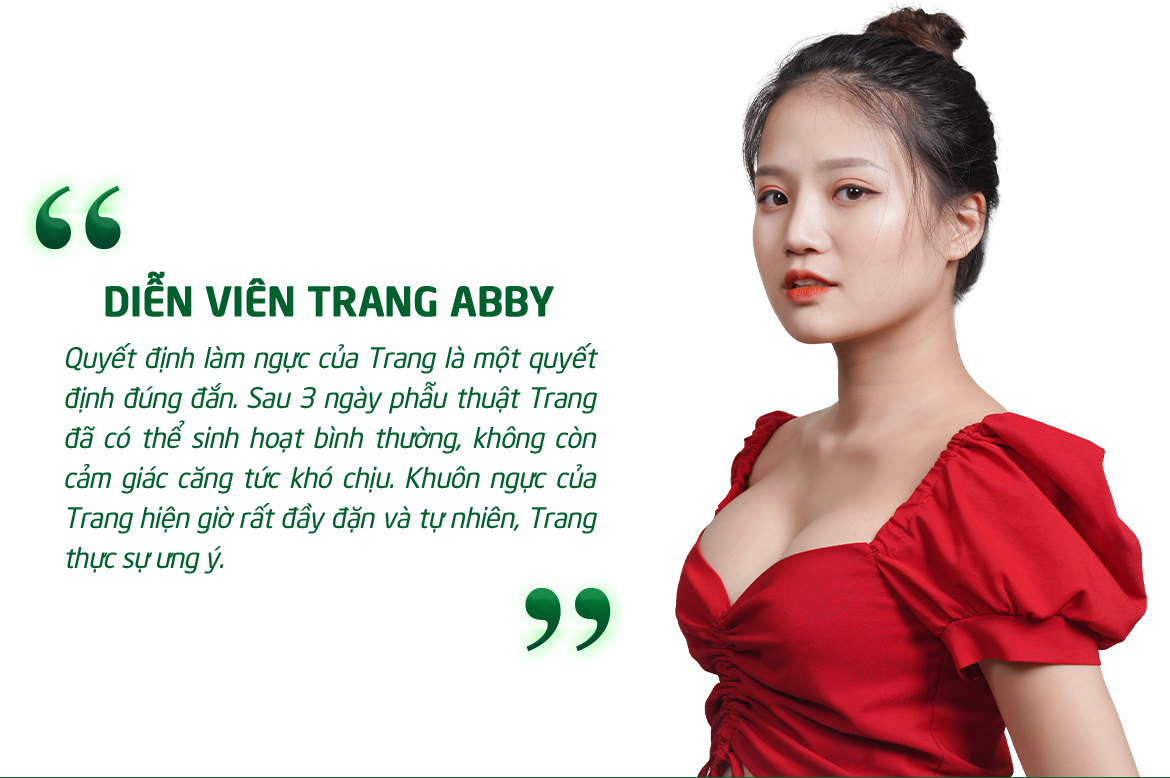 “
DIỄN VIÊN TRANG ABBY
Quyết định làm ngực của Trang là một quyết
định đúng đắn. Sau 3 ngày phẫu thuật Trang
đã có thể sinh hoạt bình thường, không còn
cảm giác căng tức khó chịu. Khuôn ngực của
Trang hiện giờ rất đầy đặn và tự nhiên, Trang
thực sự ưng ý.
”